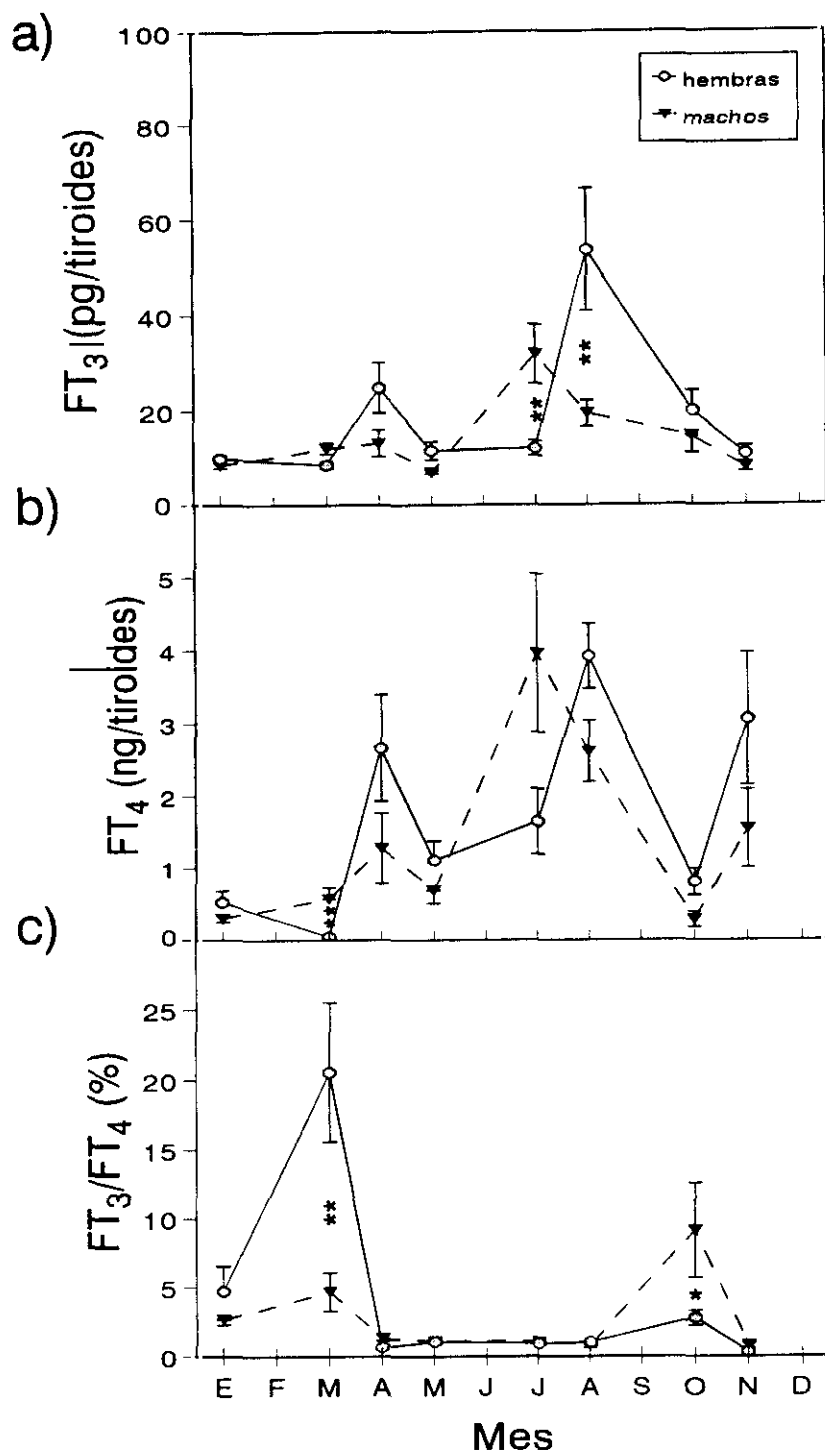 a)
FT3 (pg/tiroides)
100
80
60
40
20
0
hembras
machos
**
**
b)
FT4 (ng/tiroides)
5
4
3
2
1
0
**
c)
FT3/FT4 (%)
25
20
15
10
5
0
**
*
E F M A M J J A S O N D
Mes